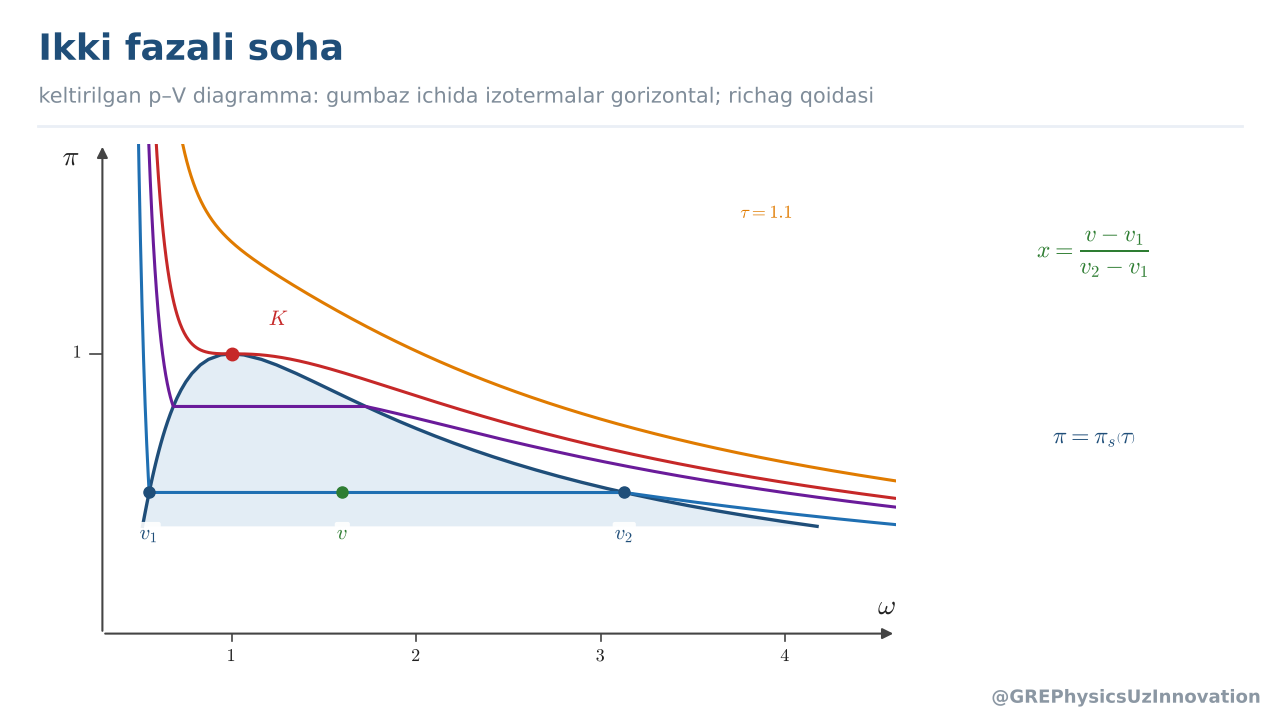 Ikki fazali soha
keltirilgan p–V diagramma: gumbaz ichida izotermalar gorizontal; richag qoidasi
π
τ = 1.1
x = (v − v₁) / (v₂ − v₁)
K
1
π = πₛ(τ)
v₁ v v₂
ω
1 2 3 4
@GREPhysicsUzInnovation